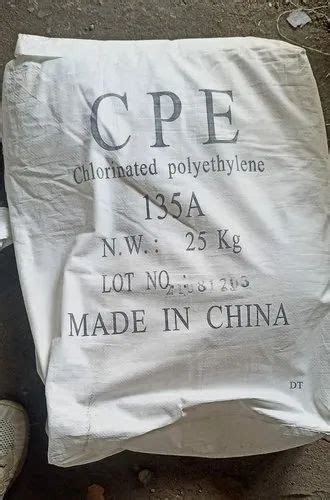 CPE
Chlorinated polyethylene
135A
N.W.: 25 Kg
LOT NO.:
MADE IN CHINA
DT